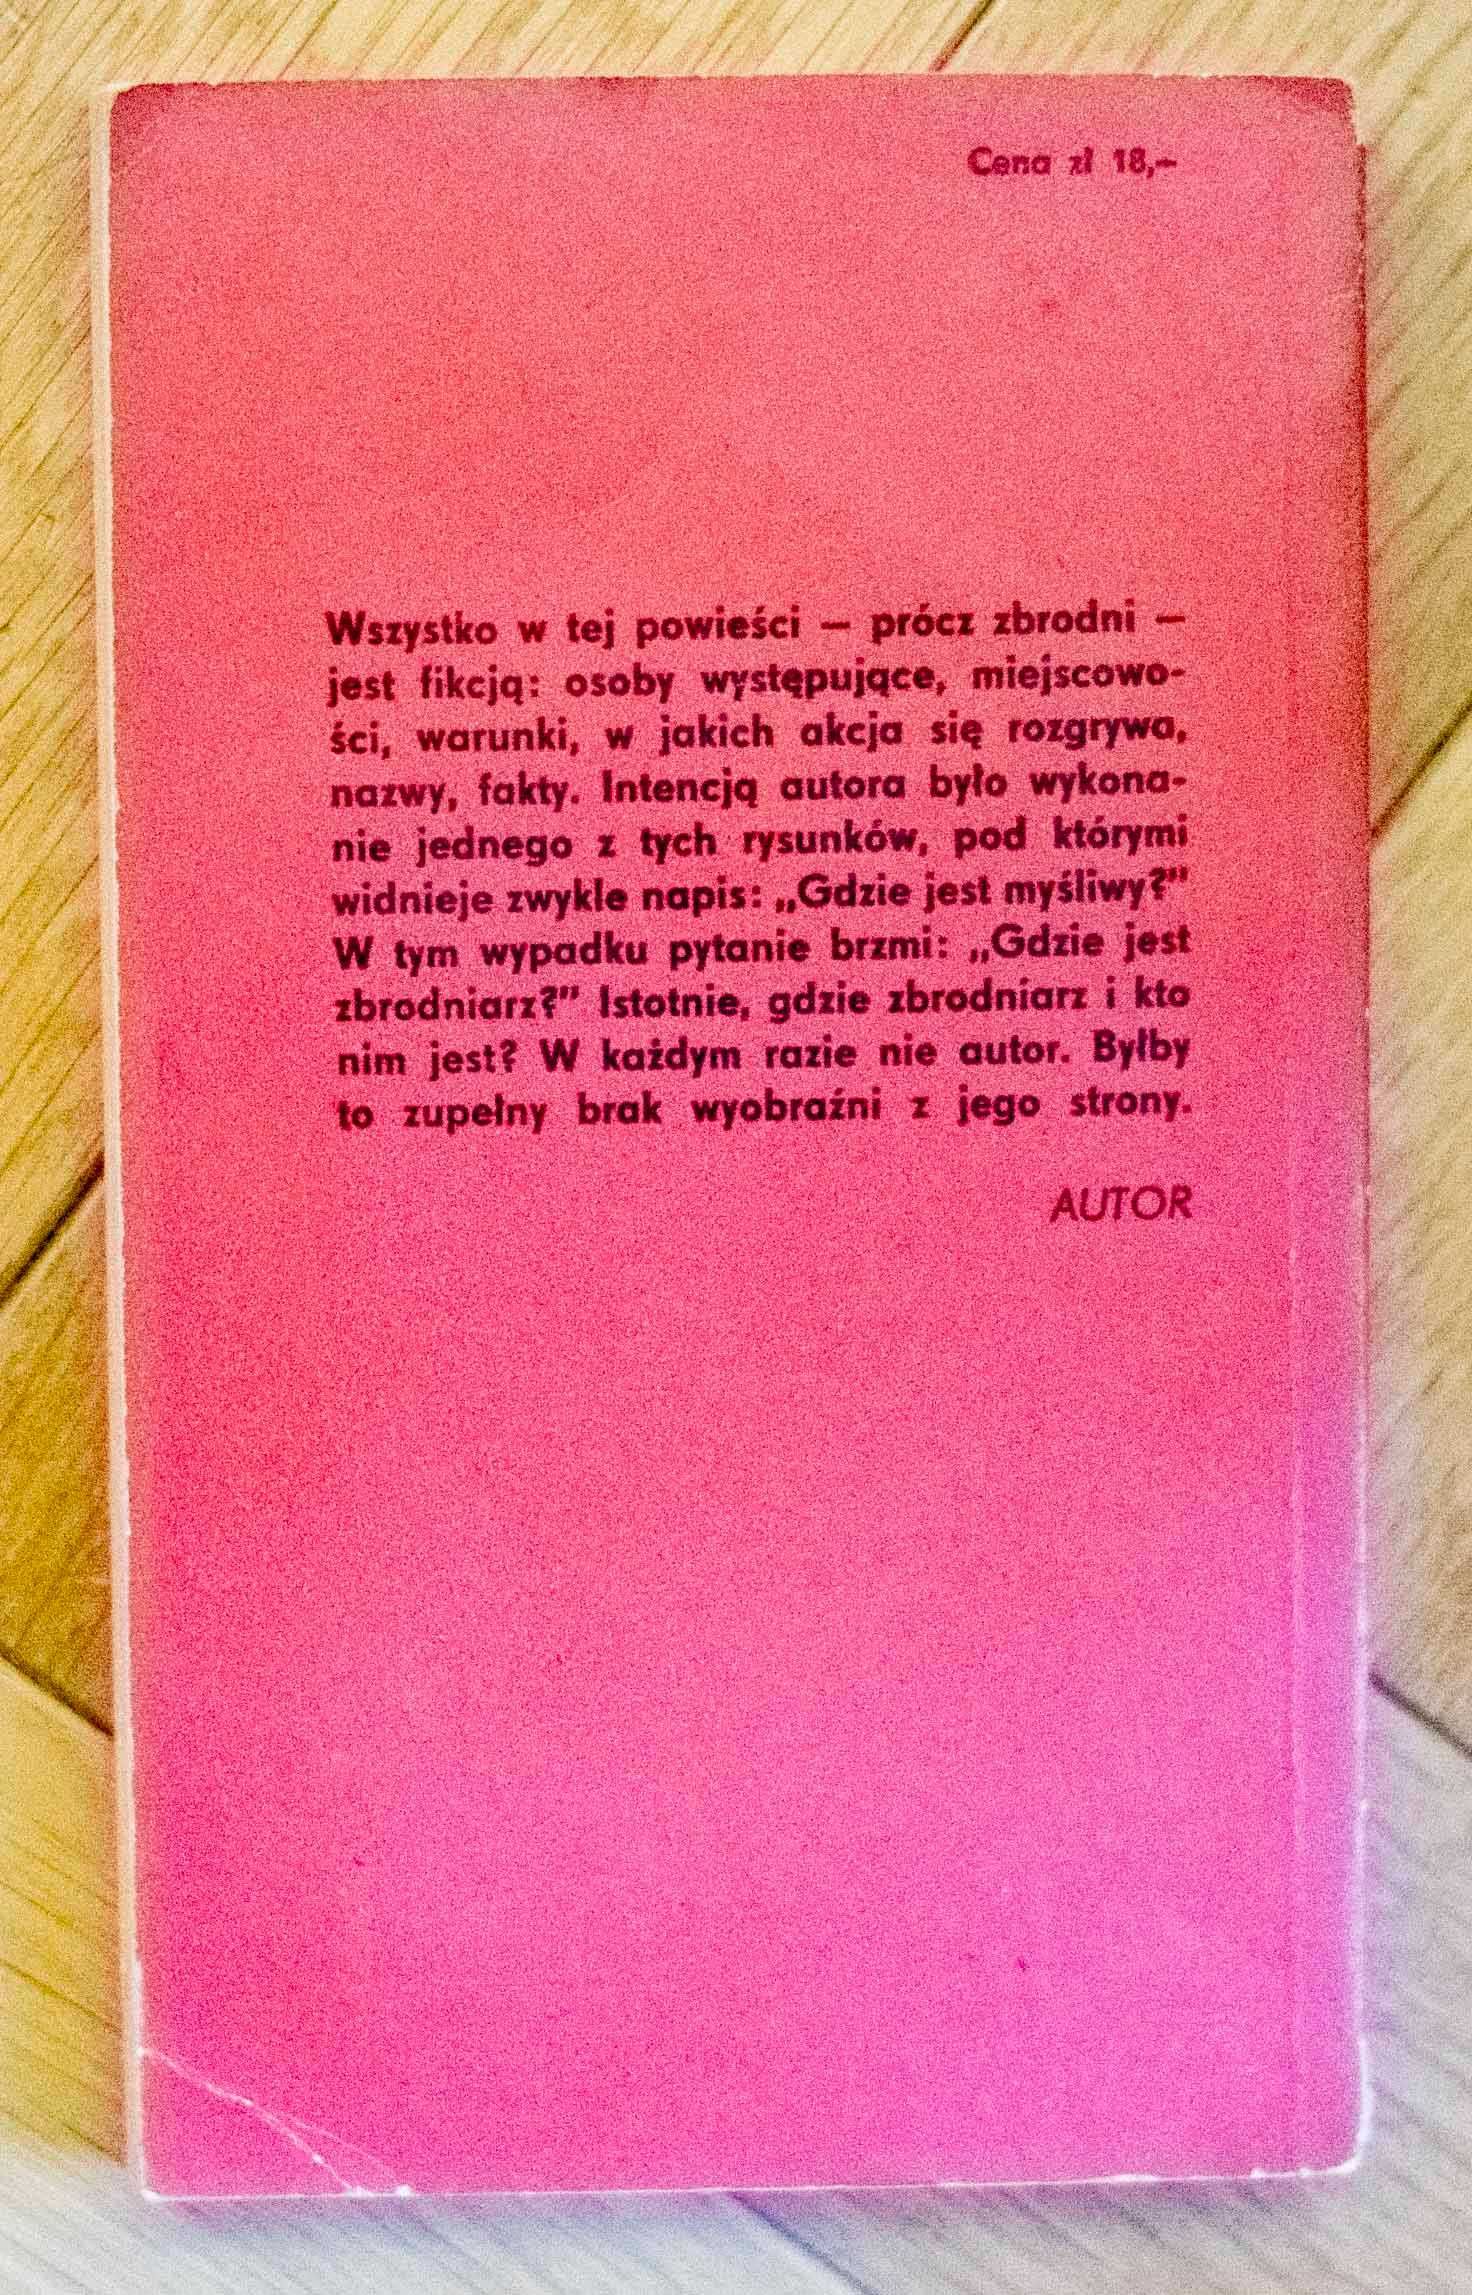 Cena zł 18,—
Wszystko w tej powieści — prócz zbrodni —
jest fikcją: osoby występujące, miejscowo-
ści, warunki, w jakich akcja się rozgrywa,
nazwy, fakty. Intencją autora było wykona-
nie jednego z tych rysunków, pod którymi
widnieje zwykle napis: „Gdzie jest myśliwy?”
W tym wypadku pytanie brzmi: „Gdzie jest
zbrodniarz?” Istotnie, gdzie zbrodniarz i kto
nim jest? W każdym razie nie autor. Byłby
to zupełny brak wyobraźni z jego strony.
AUTOR